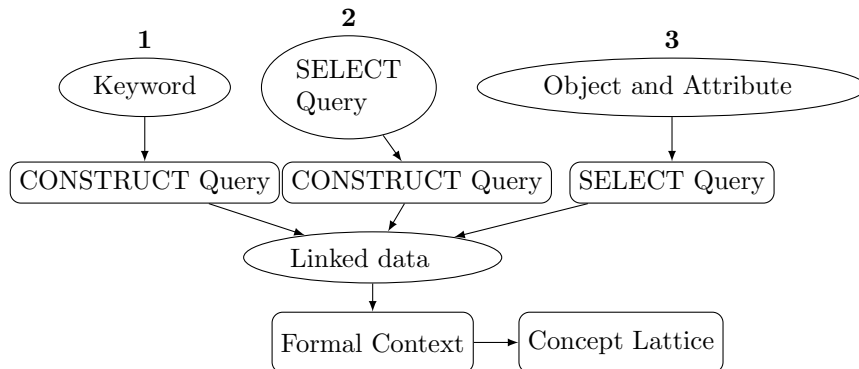 1
2
3
Keyword
SELECT
Query
Object and Attribute
CONSTRUCT Query
CONSTRUCT Query
SELECT Query
Linked data
Formal Context
Concept Lattice